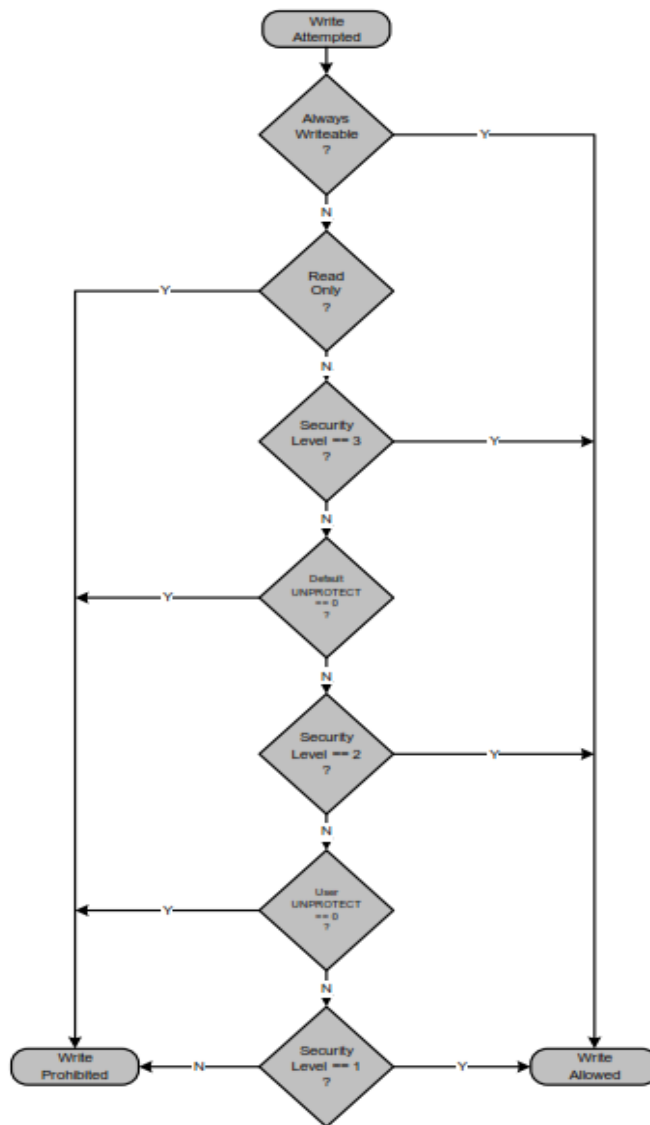 Write
Attempted
Always
Writeable
?
Y
N
Read
Only
?
Y
N
Security
Level == 3
?
Y
N
Default
UNPROTECT
== 0
?
Y
N
Security
Level == 2
?
Y
N
User
UNPROTECT
== 0
?
Y
N
Write
Prohibited
N
Security
Level == 1
?
Y
Write
Allowed